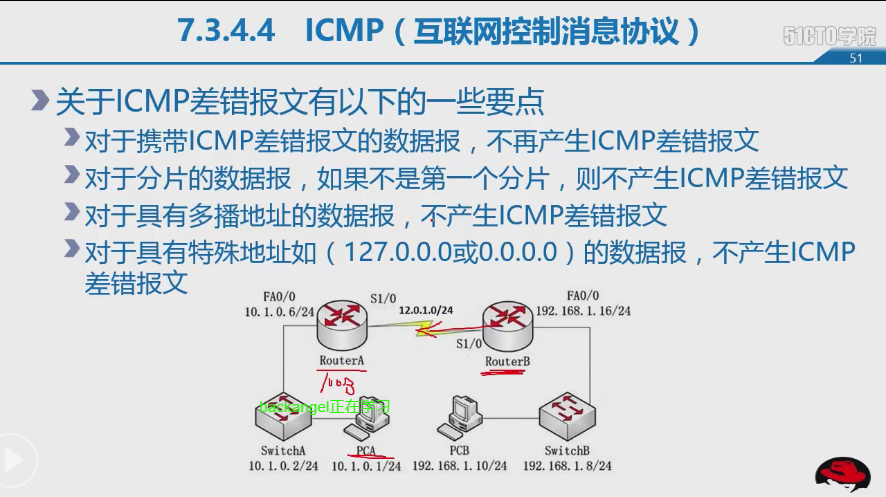 7.3.4.4 ICMP（互联网控制消息协议）
51CTO学院
51
关于ICMP差错报文有以下的一些要点
对于携带ICMP差错报文的数据报，不再产生ICMP差错报文
对于分片的数据报，如果不是第一个分片，则不产生ICMP差错报文
对于具有多播地址的数据报，不产生ICMP差错报文
对于具有特殊地址如（127.0.0.0或0.0.0.0）的数据报，不产生ICMP
差错报文
FA0/0
10.1.0.6/24
S1/0
12.0.1.0/24
FA0/0
192.168.1.16/24
S1/0
RouterA
RouterB
backangel正在学习
SwitchA
10.1.0.2/24
PCA
10.1.0.1/24
PCB
192.168.1.10/24
SwitchB
192.168.1.8/24